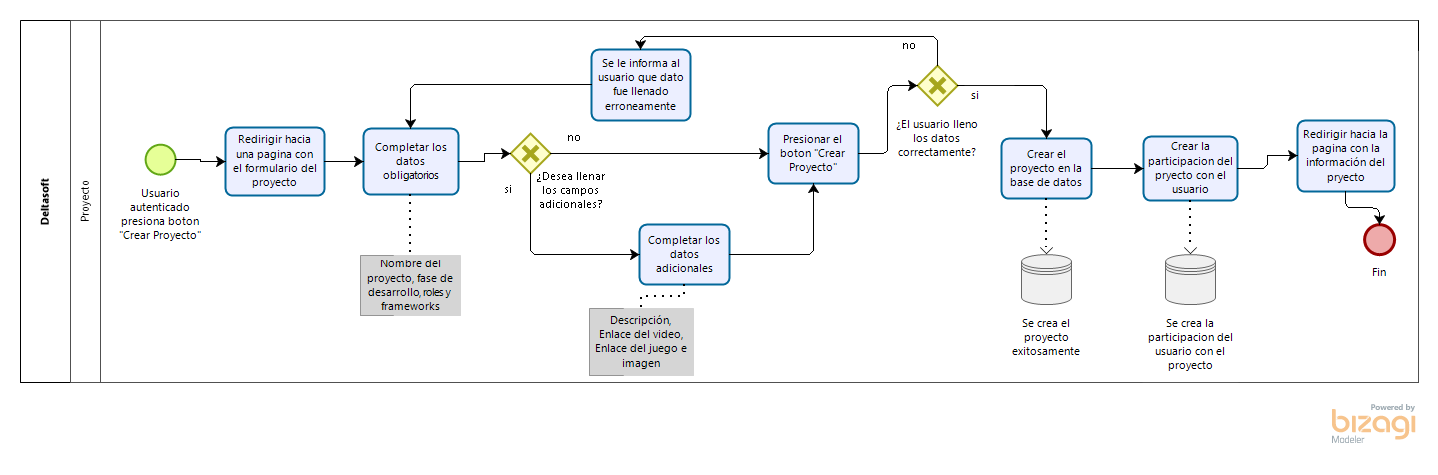 Deltasoft
Proyecto
Usuario
autenticado
presiona boton
"Crear Proyecto"
Redirigir hacia
una pagina con
el formulario del
proyecto
Completar los
datos
obligatorios
Nombre del
proyecto, fase de
desarrollo, roles y
frameworks
Se le informa al
usuario que dato
fue llenado
erroneamente
no
si
¿Desea llenar
los campos
adicionales?
Completar los
datos
adicionales
Descripción,
Enlace del video,
Enlace del juego e
imagen
Presionar el
boton "Crear
Proyecto"
no
si
¿El usuario lleno
los datos
correctamente?
Crear el
proyecto en la
base de datos
Se crea el
proyecto
exitosamente
Crear la
participacion del
pryecto con el
usuario
Se crea la
participacion del
usuario con el
proyecto
Redirigir hacia la
pagina con la
información del
pryecto
Fin
Powered by
bizagi
Modeler